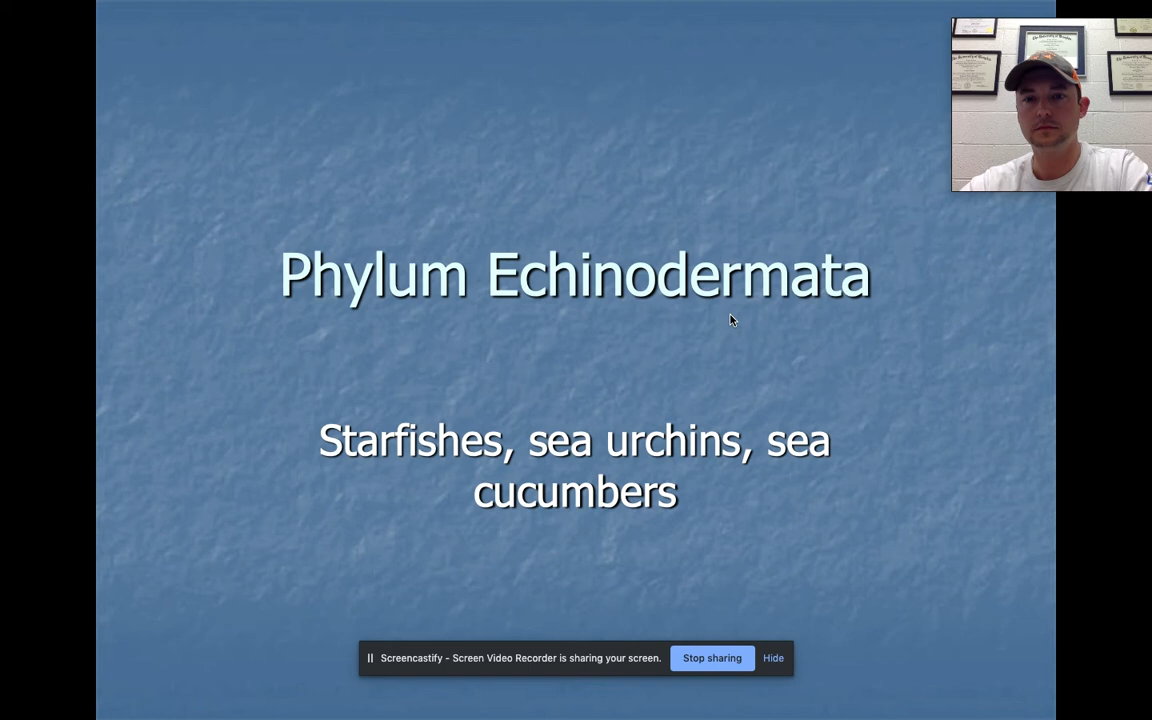 Phylum Echinodermata
Starfishes, sea urchins, sea
cucumbers
Screencastify - Screen Video Recorder is sharing your screen.
Stop sharing
Hide